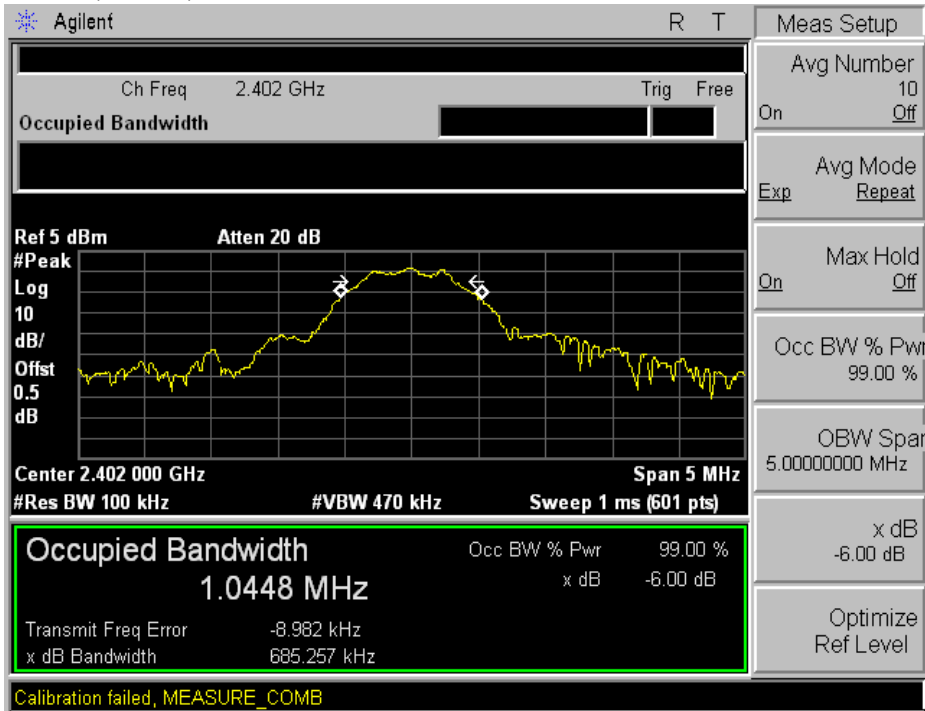 Agilent R T
Meas Setup
Ch Freq 2.402 GHz Trig Free
Occupied Bandwidth
Avg Number
10
On Off
Avg Mode
Exp Repeat
Max Hold
On Off
Occ BW % Pwr
99.00 %
OBW Span
5.00000000 MHz
x dB
-6.00 dB
Optimize
Ref Level
Ref 5 dBm Atten 20 dB
#Peak
Log
10
dB/
Offst
0.5
dB
Center 2.402 000 GHz Span 5 MHz
#Res BW 100 kHz #VBW 470 kHz Sweep 1 ms (601 pts)
Occupied Bandwidth Occ BW % Pwr 99.00 %
1.0448 MHz x dB -6.00 dB
Transmit Freq Error -8.982 kHz
x dB Bandwidth 685.257 kHz
Calibration failed, MEASURE_COMB